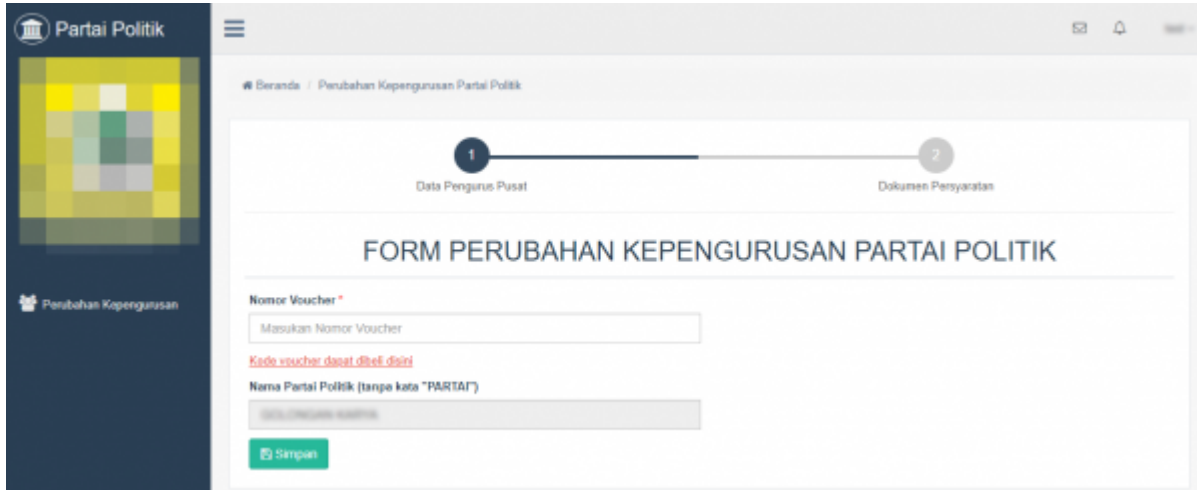 Partai Politik
Beranda / Perubahan Kepengurusan Partai Politik
1
2
Data Pengurus Pusat
Dokumen Persyaratan
FORM PERUBAHAN KEPENGURUSAN PARTAI POLITIK
Perubahan Kepengurusan
Nomor Voucher *
Masukan Nomor Voucher
Kode voucher dapat dibeli disini
Nama Partai Politik (tanpa kata "PARTAI")
Simpan